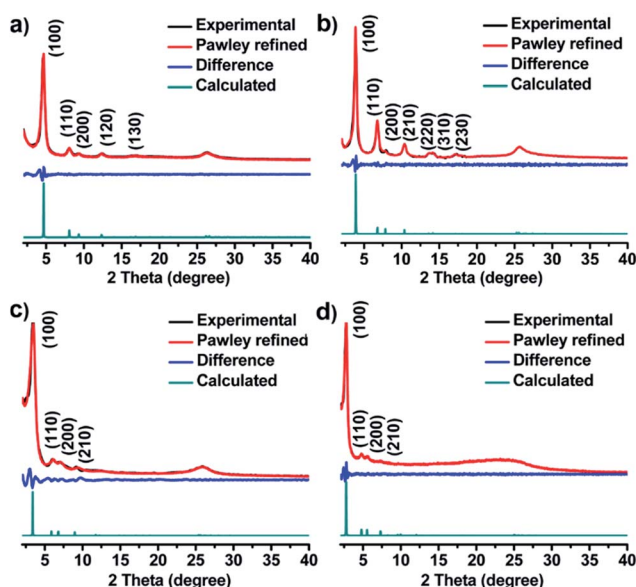 a)
(100)
(110)
(200)
(120)
(130)
Experimental
Pawley refined
Difference
Calculated
5 10 15 20 25 30 35 40
2 Theta (degree)
b)
(100)
(110)
(200)
(210)
(220)
(310)
(230)
Experimental
Pawley refined
Difference
Calculated
5 10 15 20 25 30 35 40
2 Theta (degree)
c)
(100)
(110)
(200)
(210)
Experimental
Pawley refined
Difference
Calculated
5 10 15 20 25 30 35 40
2 Theta (degree)
d)
(100)
(110)
(200)
(210)
Experimental
Pawley refined
Difference
Calculated
5 10 15 20 25 30 35 40
2 Theta (degree)